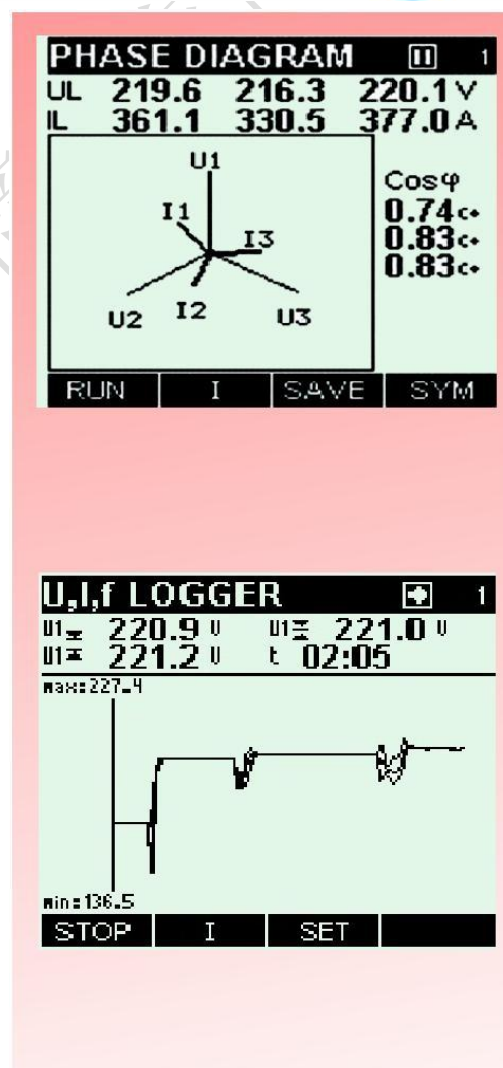 PHASE DIAGRAM 1
UL 219.6 216.3 220.1 V
IL 361.1 330.5 377.0 A
U1
Cosφ
I1
0.74
I3
0.83
0.83
U2
I2
U3
RUN I SAVE SYM
U,I,f LOGGER 1
U1 220.9 U U1 221.0 U
U1 221.2 U t 02:05
max:227.4
min:136.5
STOP I SET